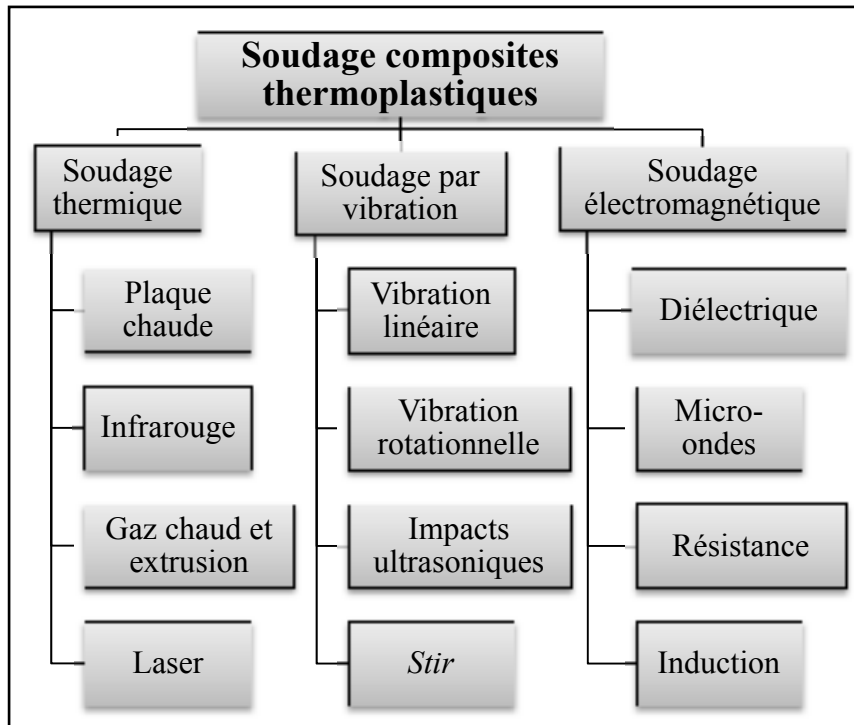 Soudage composites
thermoplastiques
Soudage
thermique
Plaque
chaude
Infrarouge
Gaz chaud et
extrusion
Laser
Soudage par
vibration
Vibration
linéaire
Vibration
rotationnelle
Impacts
ultrasoniques
Stir
Soudage
électromagnétique
Diélectrique
Micro-
ondes
Résistance
Induction